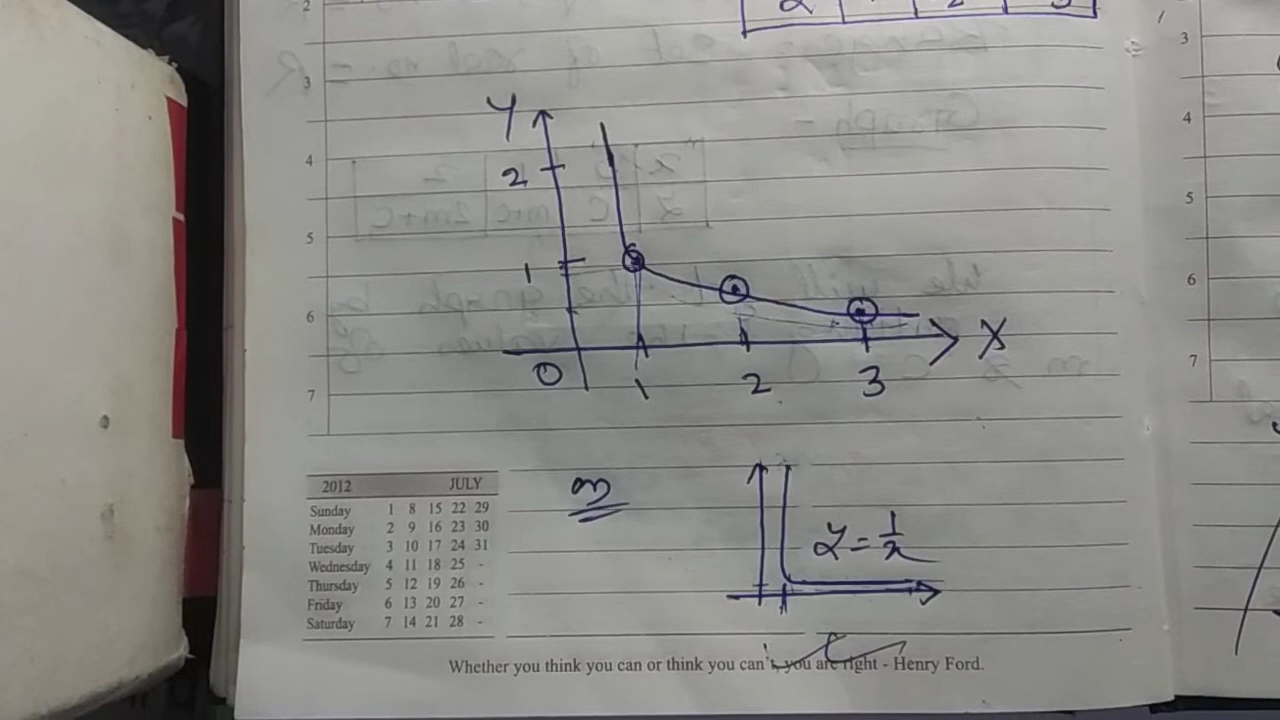 2
3
4
5
6
7
Y
2
1
0
1
2
3
X
y = 1/x
2012 JULY
Sunday 1 8 15 22 29
Monday 2 9 16 23 30
Tuesday 3 10 17 24 31
Wednesday 4 11 18 25 -
Thursday 5 12 19 26 -
Friday 6 13 20 27 -
Saturday 7 14 21 28 -
Whether you think you can or think you can't, you are right - Henry Ford.
3
4
5
6
7